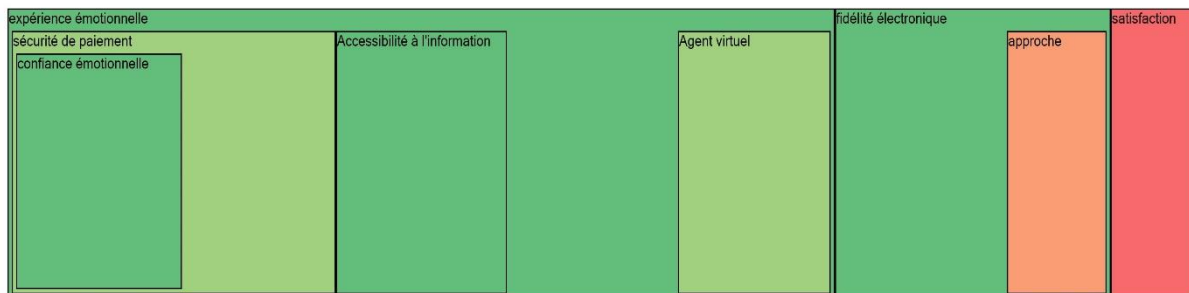 expérience émotionnelle
fidélité électronique
satisfaction
sécurité de paiement
Accessibilité à l'information
Agent virtuel
approche
confiance émotionnelle